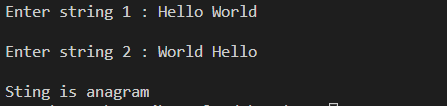 Enter string 1 : Hello World
Enter string 2 : World Hello
Sting is anagram